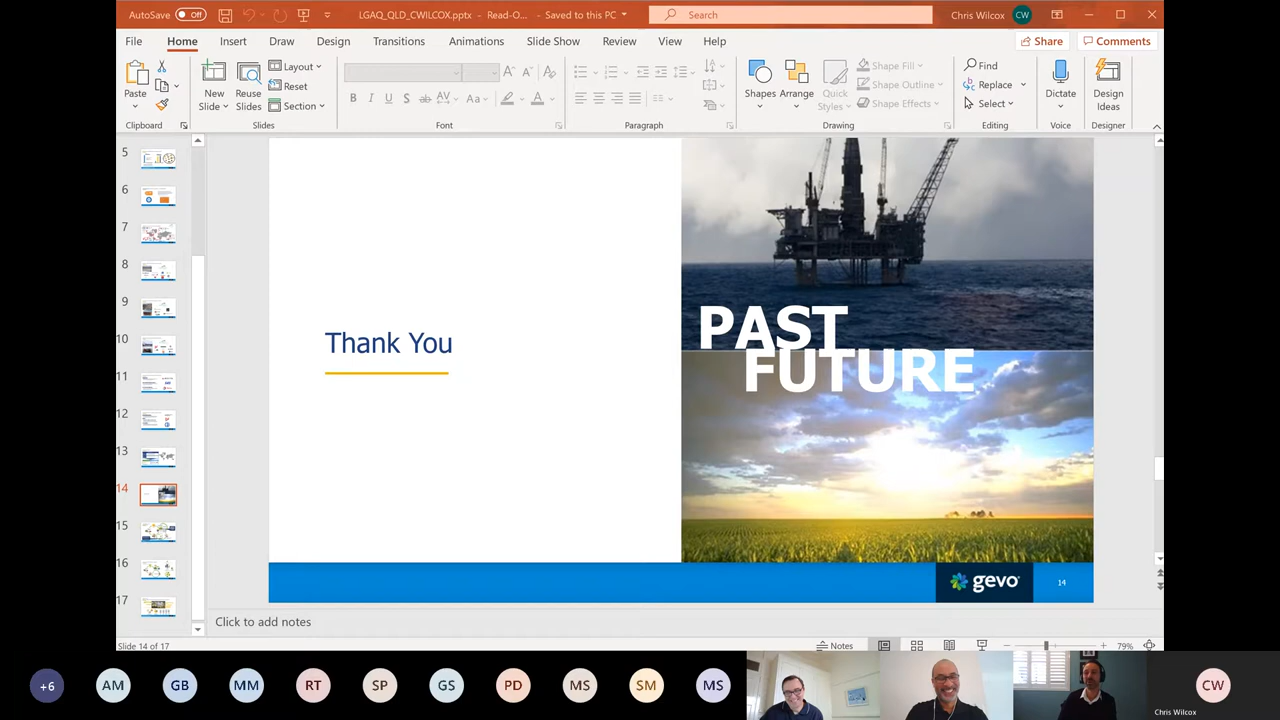 AutoSave Off LGAQ_QLD_CWILCOX.pptx - Read-O... - Saved to this PC Search Chris Wilcox CW
File Home Insert Draw Design Transitions Animations Slide Show Review View Help Share Comments
Paste
New Slide
Reuse Slides
Layout
Reset
Section
B I U S ab AV Aa A
Shapes
Arrange
Quick Styles
Shape Fill
Shape Outline
Shape Effects
Find
Replace
Select
Dictate
Design Ideas
Clipboard Slides Font Paragraph Drawing Editing Voice Designer
5
6
7
8
9
10
11
12
13
14
15
16
17
Thank You
PAST
FUTURE
gevo 14
Click to add notes
Slide 14 of 17 Notes 79%
+6 AM GB MM RT SP GS PD MS SM MS CW
Chris Wilcox